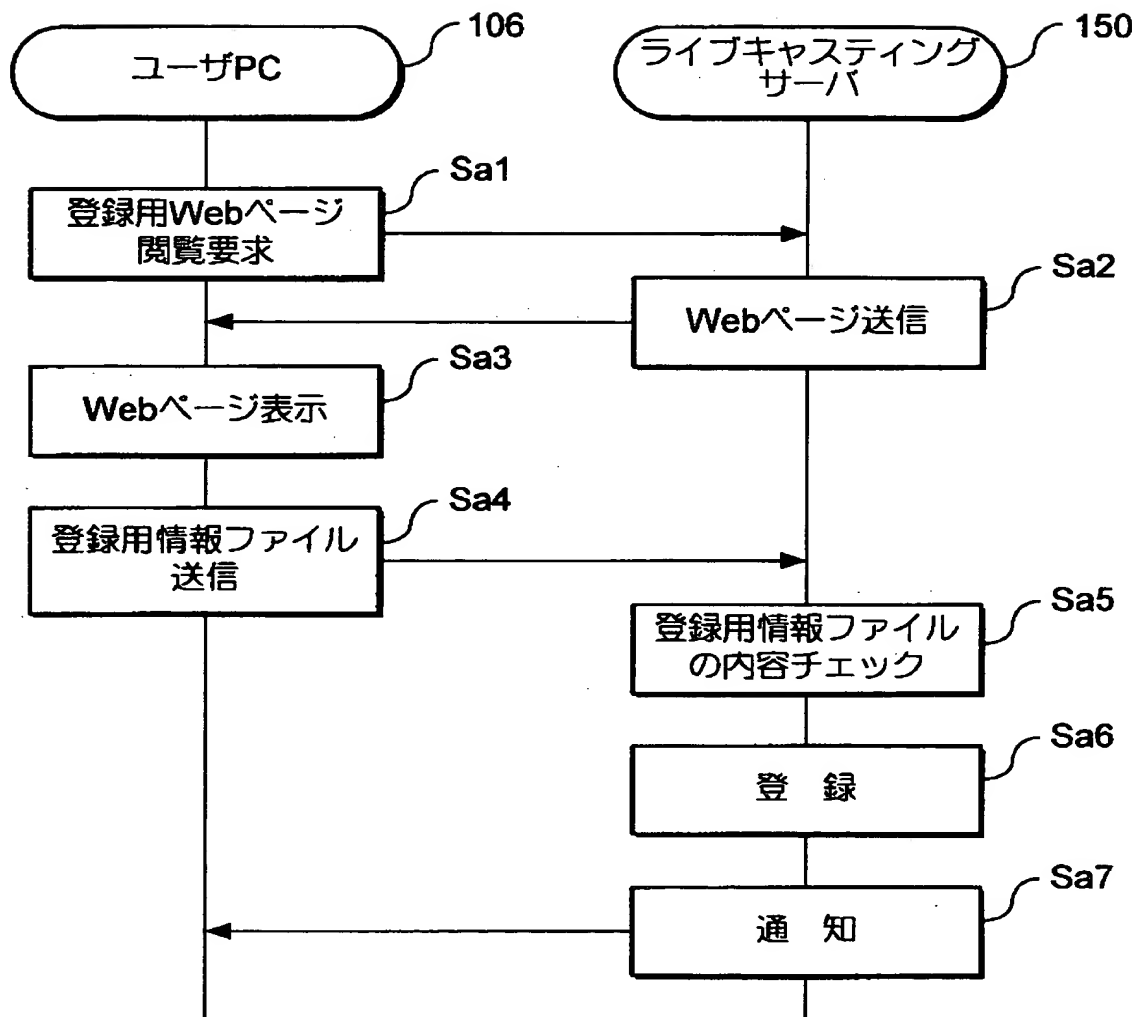 106
150
ユーザPC
ライブキャスティング
サーバ
Sa1
登録用Webページ
閲覧要求
Sa2
Webページ送信
Sa3
Webページ表示
Sa4
登録用情報ファイル
送信
Sa5
登録用情報ファイル
の内容チェック
Sa6
登 録
Sa7
通 知